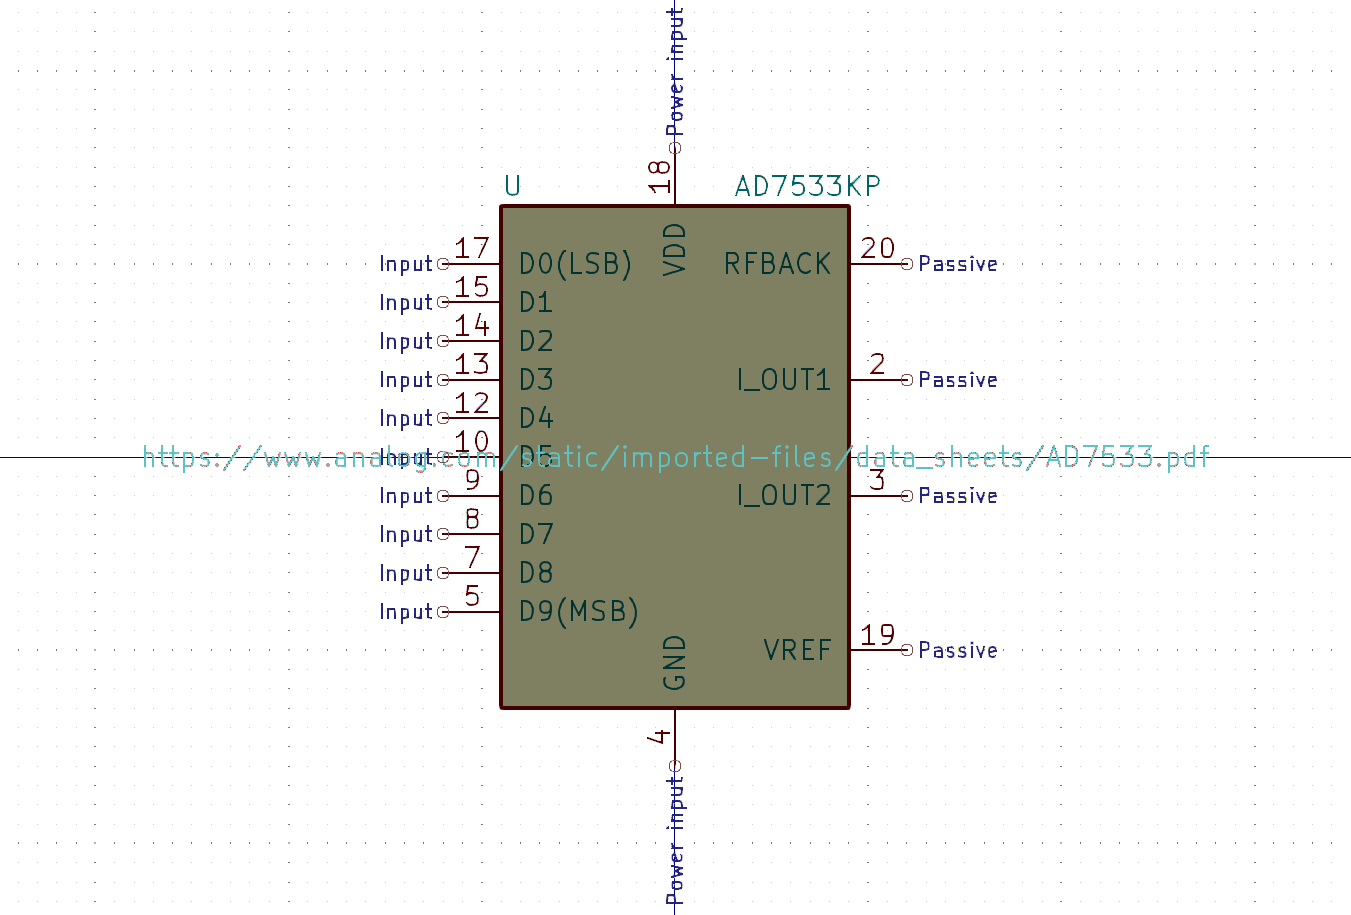 Power input
18
U AD7533KP
VDD
Input 17 D0(LSB) RFBACK 20 Passive
Input 15 D1
Input 14 D2
Input 13 D3 I_OUT1 2 Passive
Input 12 D4
Input 10 D5
https://www.analog.com/static/imported-files/data_sheets/AD7533.pdf
Input 9 D6 I_OUT2 3 Passive
Input 8 D7
Input 7 D8
Input 5 D9(MSB)
VREF 19 Passive
GND
4
Power input